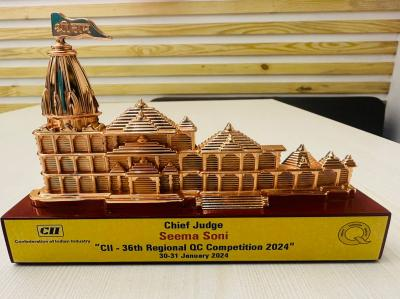 श्री राम
Chief Judge
Seema Soni
"CII - 36th Regional QC Competition 2024"
30-31 January 2024
CII
Confederation of Indian Industry
Q